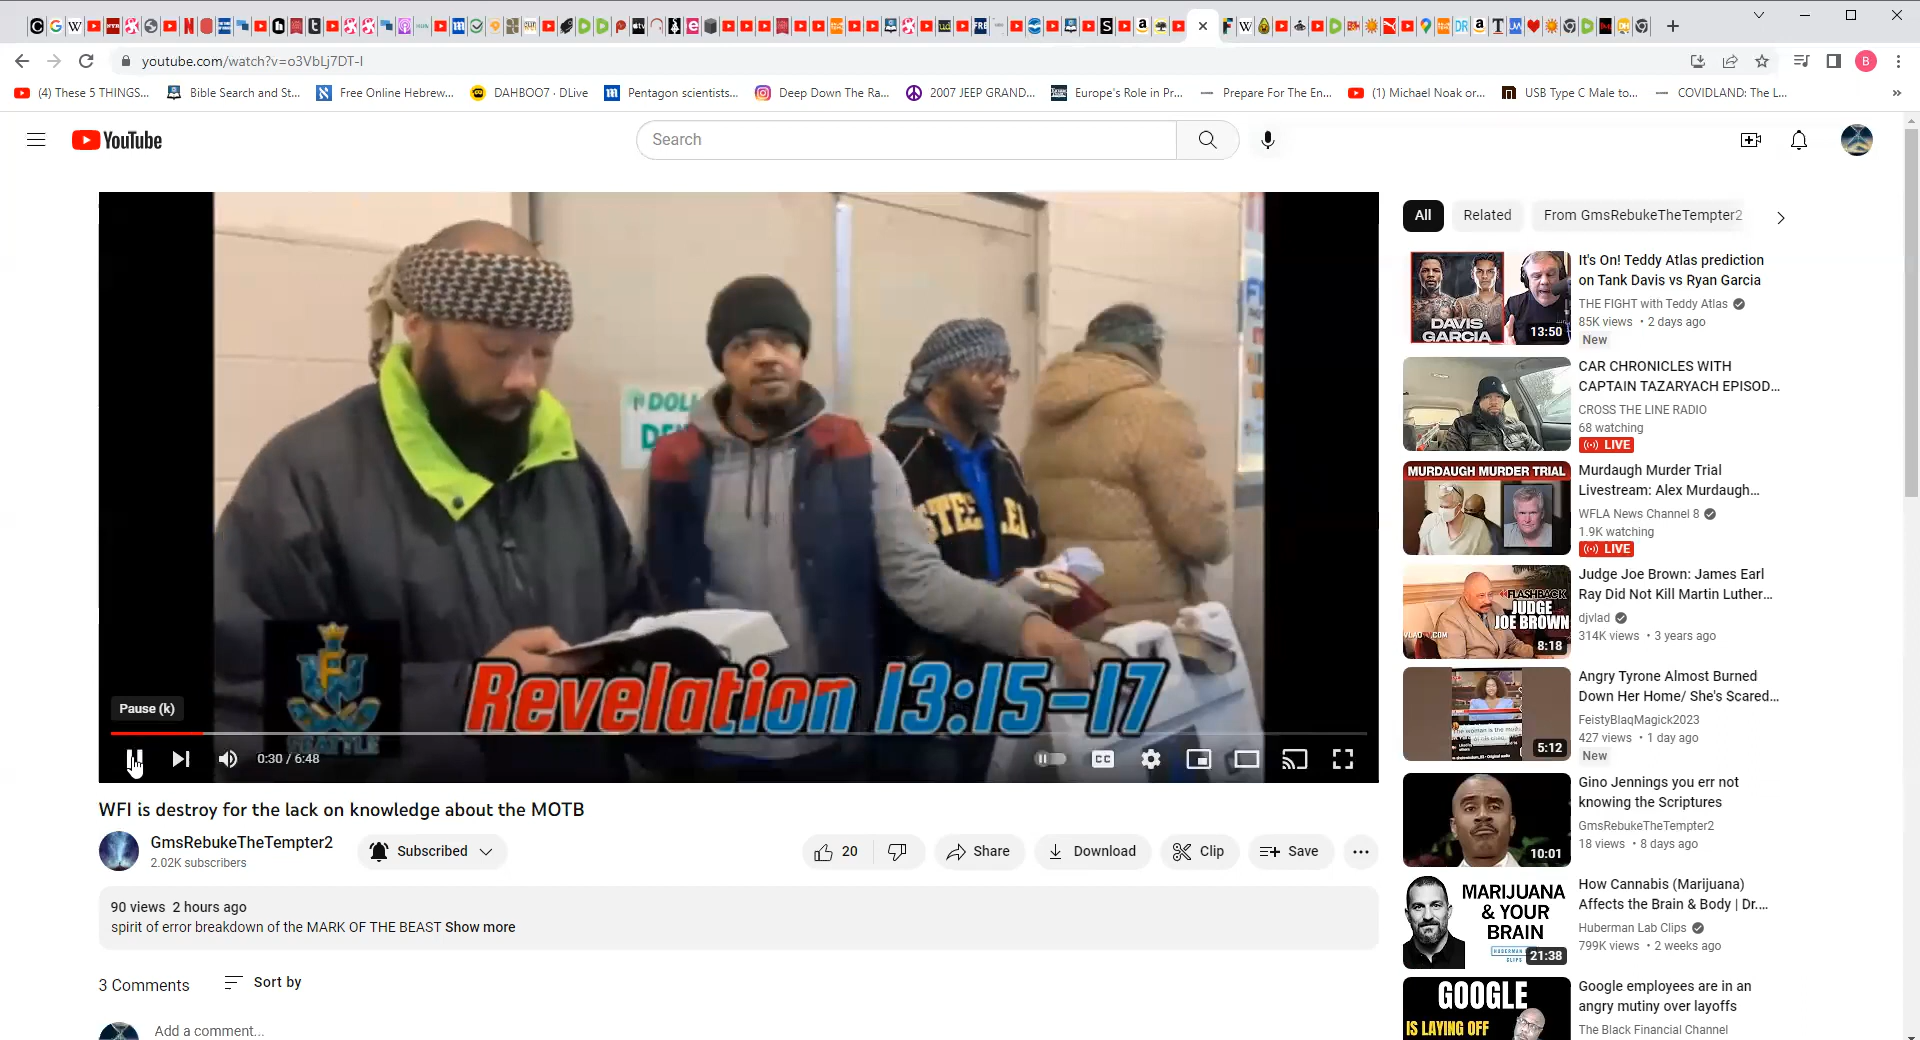 youtube.com/watch?v=o3VbLj7DT-I
B
(4) These 5 THINGS...
Bible Search and St...
Free Online Hebrew...
DAHBOO7 · DLive
Pentagon scientists...
Deep Down The Ra...
2007 JEEP GRAND...
Europe's Role in Pr...
Prepare For The En...
(1) Michael Noak or...
USB Type C Male to...
COVIDLAND: The L...
YouTube
Search
All
Related
From GmsRebukeTheTempter2
Revelation 13:15-17
Pause (k)
0:30 / 6:48
CC
WFI is destroy for the lack on knowledge about the MOTB
GmsRebukeTheTempter2
2.02K subscribers
Subscribed
20
Share
Download
Clip
Save
90 views 2 hours ago
spirit of error breakdown of the MARK OF THE BEAST Show more
3 Comments
Sort by
Add a comment...
DAVIS
GARCIA
13:50
It's On! Teddy Atlas prediction
on Tank Davis vs Ryan Garcia
THE FIGHT with Teddy Atlas
85K views • 2 days ago
New
CAR CHRONICLES WITH
CAPTAIN TAZARYACH EPISOD...
CROSS THE LINE RADIO
68 watching
LIVE
MURDAUGH MURDER TRIAL
Murdaugh Murder Trial
Livestream: Alex Murdaugh...
WFLA News Channel 8
1.9K watching
LIVE
FLASHBACK
JUDGE
JOE BROWN
8:18
Judge Joe Brown: James Earl
Ray Did Not Kill Martin Luther...
djvlad
314K views • 3 years ago
5:12
Angry Tyrone Almost Burned
Down Her Home/ She's Scared...
FeistyBlaqMagick2023
427 views • 1 day ago
New
10:01
Gino Jennings you err not
knowing the Scriptures
GmsRebukeTheTempter2
18 views • 8 days ago
MARIJUANA
& YOUR
BRAIN
21:38
How Cannabis (Marijuana)
Affects the Brain & Body | Dr....
Huberman Lab Clips
799K views • 2 weeks ago
GOOGLE
IS LAYING OFF
Google employees are in an
angry mutiny over layoffs
The Black Financial Channel